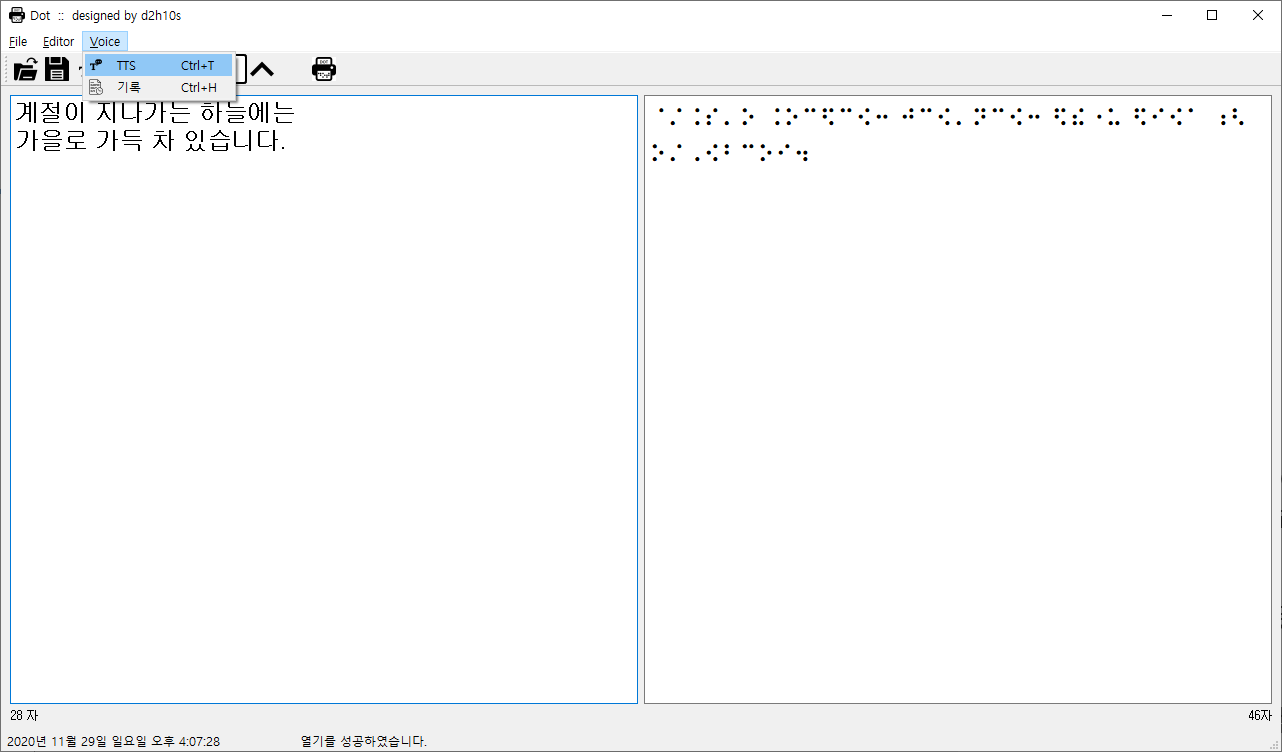 Dot :: designed by d2h10s
File Editor Voice
TTS Ctrl+T
기록 Ctrl+H
계절이 지나가는 하늘에는
가을로 가득 차 있습니다.
28 자
46자
2020년 11월 29일 일요일 오후 4:07:28
열기를 성공하였습니다.